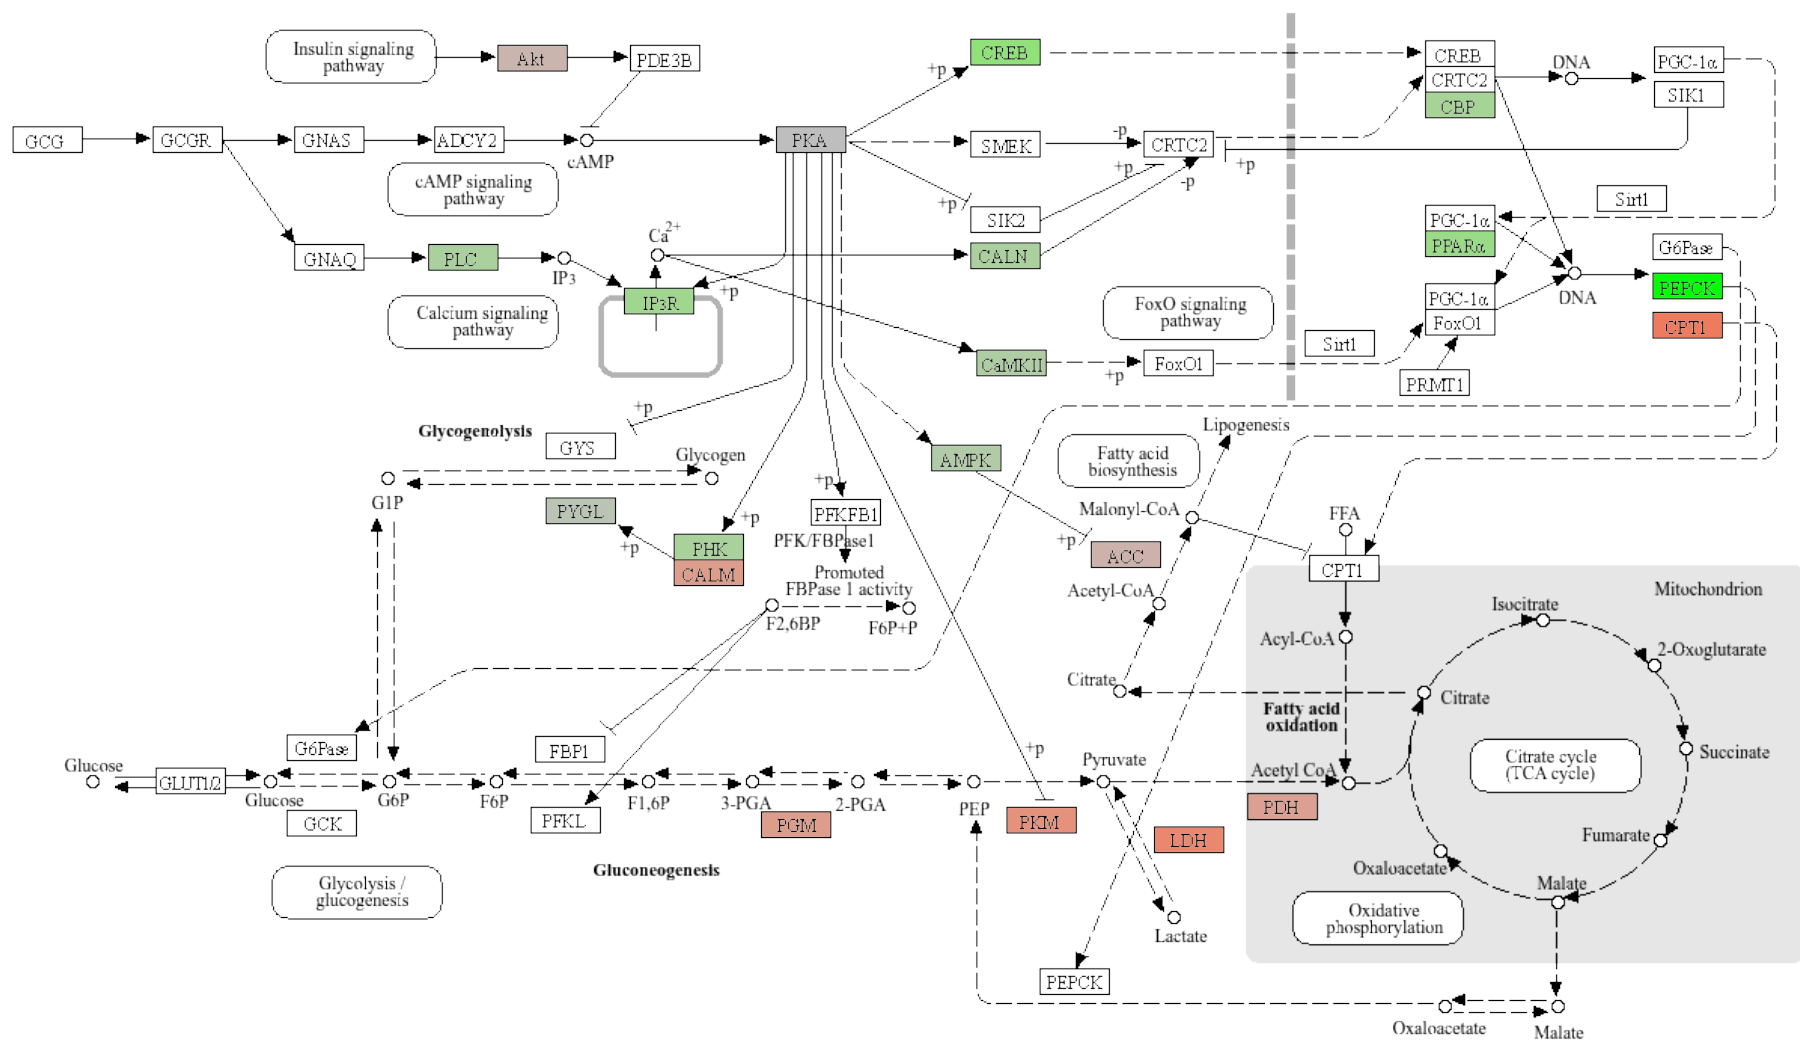 Insulin signaling
pathway
Akt
PDE3B
CREB
+p
CREB
CRTC2
CBP
DNA
PGC-1α
SIK1
GCG
GCGR
GNAS
ADCY2
cAMP
PKA
SMEK
-p
CRTC2
+p
+p
-p
cAMP signaling
pathway
+p
SIK2
Sirt1
PGC-1α
PPARα
G6Pase
GNAQ
PLC
IP3
Ca2+
CALN
IP3R
+p
DNA
PEPCK
Calcium signaling
pathway
FoxO signaling
pathway
PGC-1α
FoxO1
CPT1
Sirt1
CaMKII
+p
FoxO1
PRMT1
+p
Glycogenolysis
GYS
Glycogen
Lipogenesis
AMPK
Fatty acid
biosynthesis
G1P
+p
PYGL
+p
PFKFB1
Malonyl-CoA
FFA
+p
PHK
CALM
PFK/FBPase1
+p
ACC
CPT1
Promoted
FBPase 1 activity
Acetyl-CoA
Mitochondrion
F2,6BP
F6P+P
Isocitrate
Acyl-CoA
2-Oxoglutarate
Citrate
Citrate
Fatty acid
oxidation
G6Pase
FBP1
+p
Citrate cycle
(TCA cycle)
Succinate
Glucose
GLUT1/2
Glucose
G6P
F6P
F1,6P
3-PGA
2-PGA
PEP
Pyruvate
Acetyl CoA
GCK
PFKL
PGM
PKM
LDH
PDH
Fumarate
Gluconeogenesis
Oxaloacetate
Malate
Glycolysis /
glucogenesis
Oxidative
phosphorylation
Lactate
PEPCK
Oxaloacetate
Malate